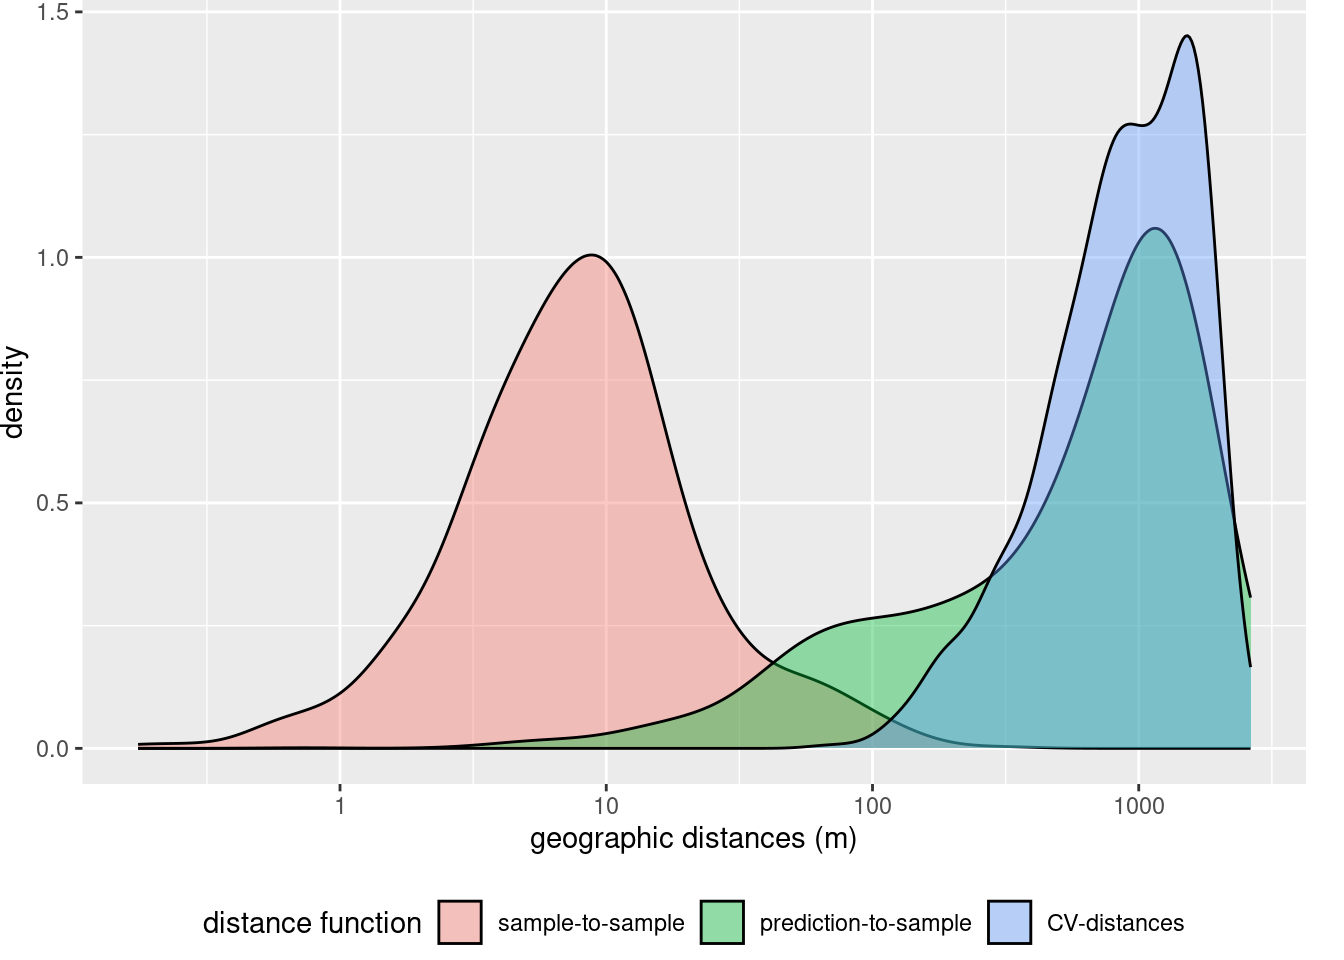 1.5
1.0
0.5
0.0
density
1 10 100 1000
geographic distances (m)
distance function sample-to-sample prediction-to-sample CV-distances